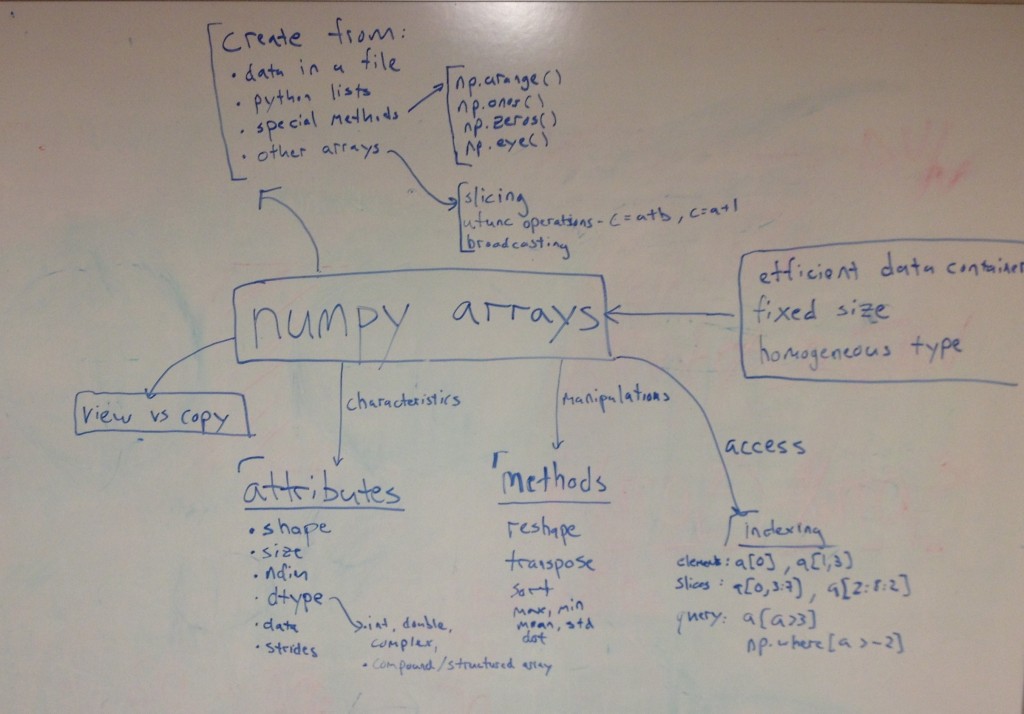 create from:
• data in a file
• python lists
• special methods
• other arrays
np.arange()
np.ones()
np.zeros()
np.eye()
slicing
ufunc operations - c=a+b, c=a+1
broadcasting
numpy arrays
efficient data container
fixed size
homogeneous type
view vs copy
characteristics
manipulations
access
attributes
• shape
• size
• ndim
• dtype
• data
• strides
• int, double,
complex,
• compound/structured array
methods
reshape
transpose
sort
max, min
mean, std
dot
indexing
element: a[0], a[1,3]
slices: a[0,3:7], a[2:8:2]
query: a[a>3]
np.where[a>-2]